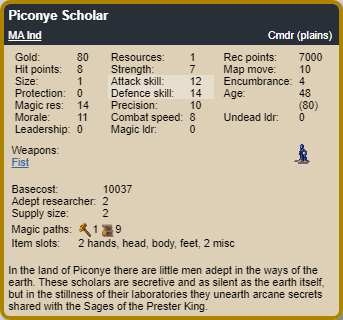 Piconye Scholar
MA Ind Cmdr (plains)
Gold: 80 Resources: 1 Rec points: 7000
Hit points: 8 Strength: 7 Map move: 10
Size: 1 Attack skill: 12 Encumbrance: 4
Protection: 0 Defence skill: 14 Age: 48
Magic res: 14 Precision: 10 (80)
Morale: 11 Combat speed: 8 Undead ldr: 0
Leadership: 0 Magic ldr: 0
Weapons:
Fist
Basecost: 10037
Adept researcher: 2
Supply size: 2
Magic paths: 1 9
Item slots: 2 hands, head, body, feet, 2 misc
In the land of Piconye there are little men adept in the ways of the
earth. These scholars are secretive and as silent as the earth itself,
but in the stillness of their laboratories they unearth arcane secrets
shared with the Sages of the Prester King.